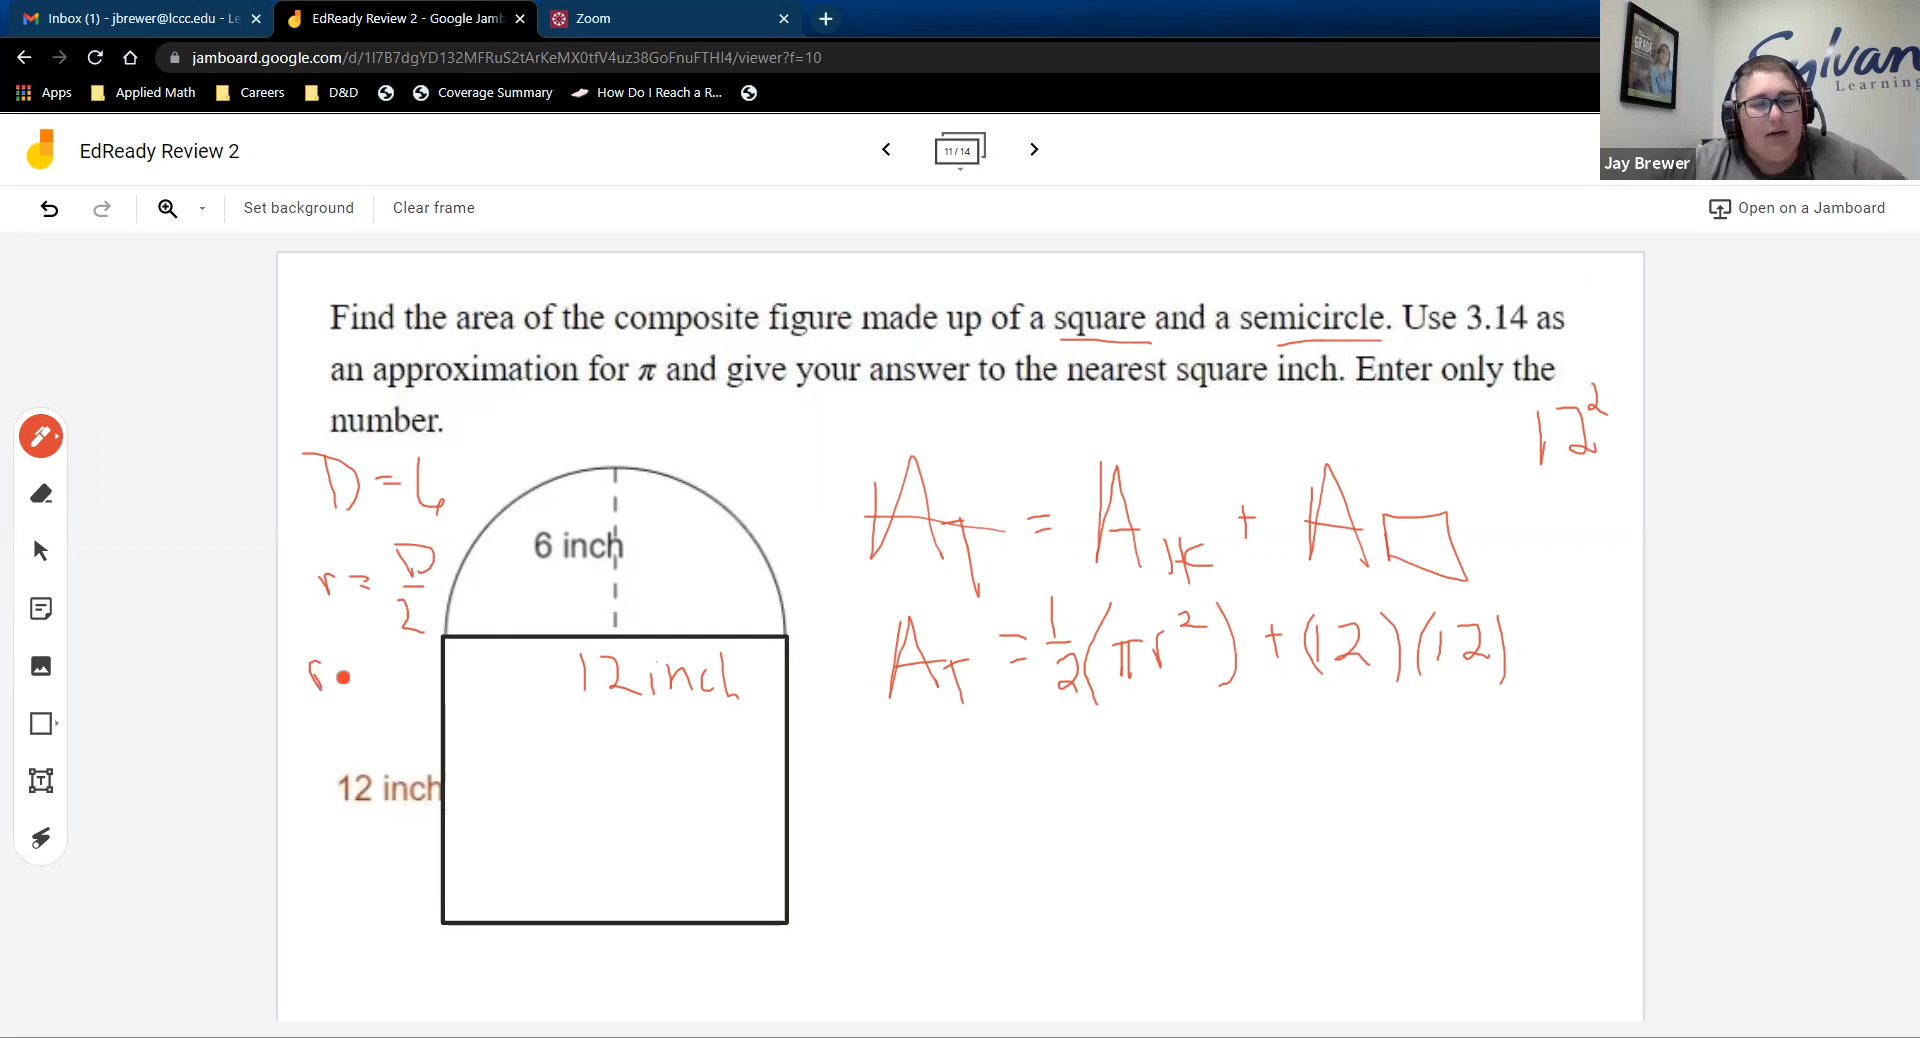 Inbox (1) - jbrewer@lccc.edu - Le
EdReady Review 2 - Google Jamb
Zoom
jamboard.google.com/d/1I7B7dgYD132MFRuS2tArKeMX0tfV4uz38GoFnuFTHI4/viewer?f=10
Apps Applied Math Careers D&D Coverage Summary How Do I Reach a R...
GRADE
Sylvan
Learning
Jay Brewer
EdReady Review 2
11 / 14
Set background Clear frame
Open on a Jamboard
Find the area of the composite figure made up of a square and a semicircle. Use 3.14 as
an approximation for π and give your answer to the nearest square inch. Enter only the
number.
12²
D = 6
6 inch
A_T = A + A
r = D/2
A_T = 1/2(πr²) + (12)(12)
r
12 inch
12 inch